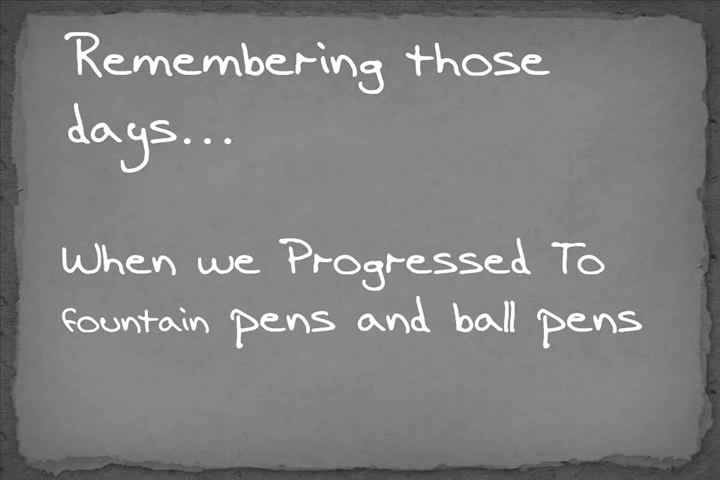 Remembering those
days...
When we Progressed To
fountain pens and ball pens